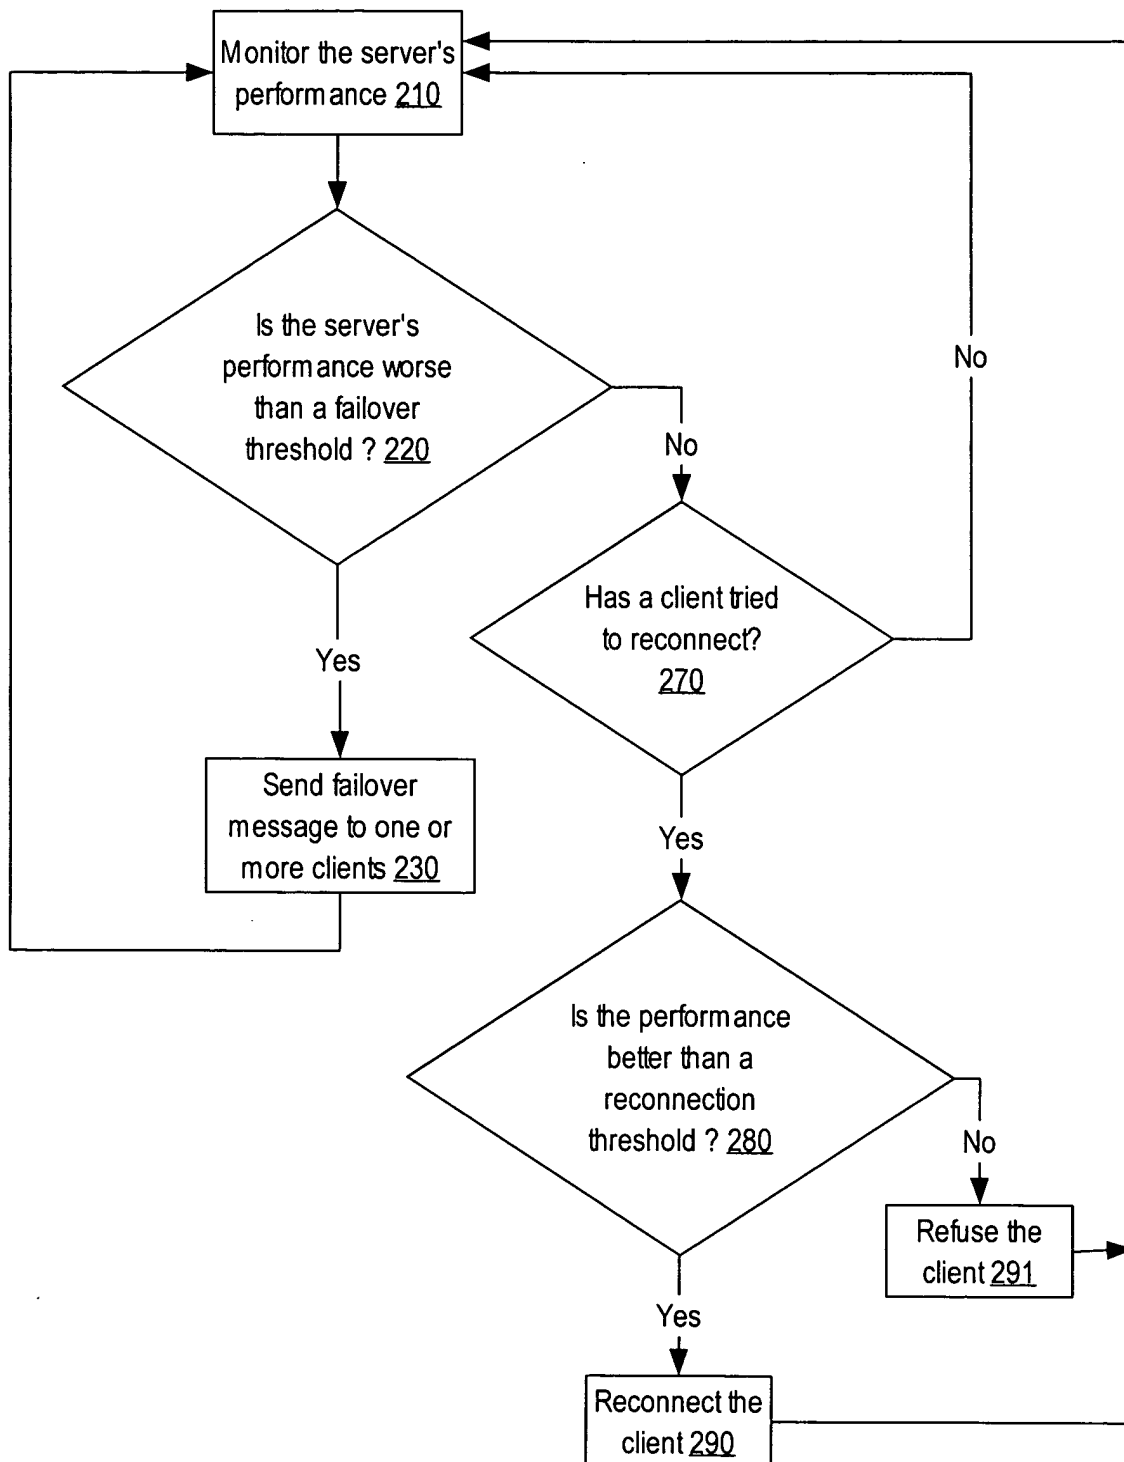 Monitor the server's
performance 210
Is the server's
performance worse
than a failover
threshold ? 220
No
No
Has a client tried
to reconnect?
270
Yes
Send failover
message to one or
more clients 230
Yes
Is the performance
better than a
reconnection
threshold ? 280
No
Refuse the
client 291
Yes
Reconnect the
client 290